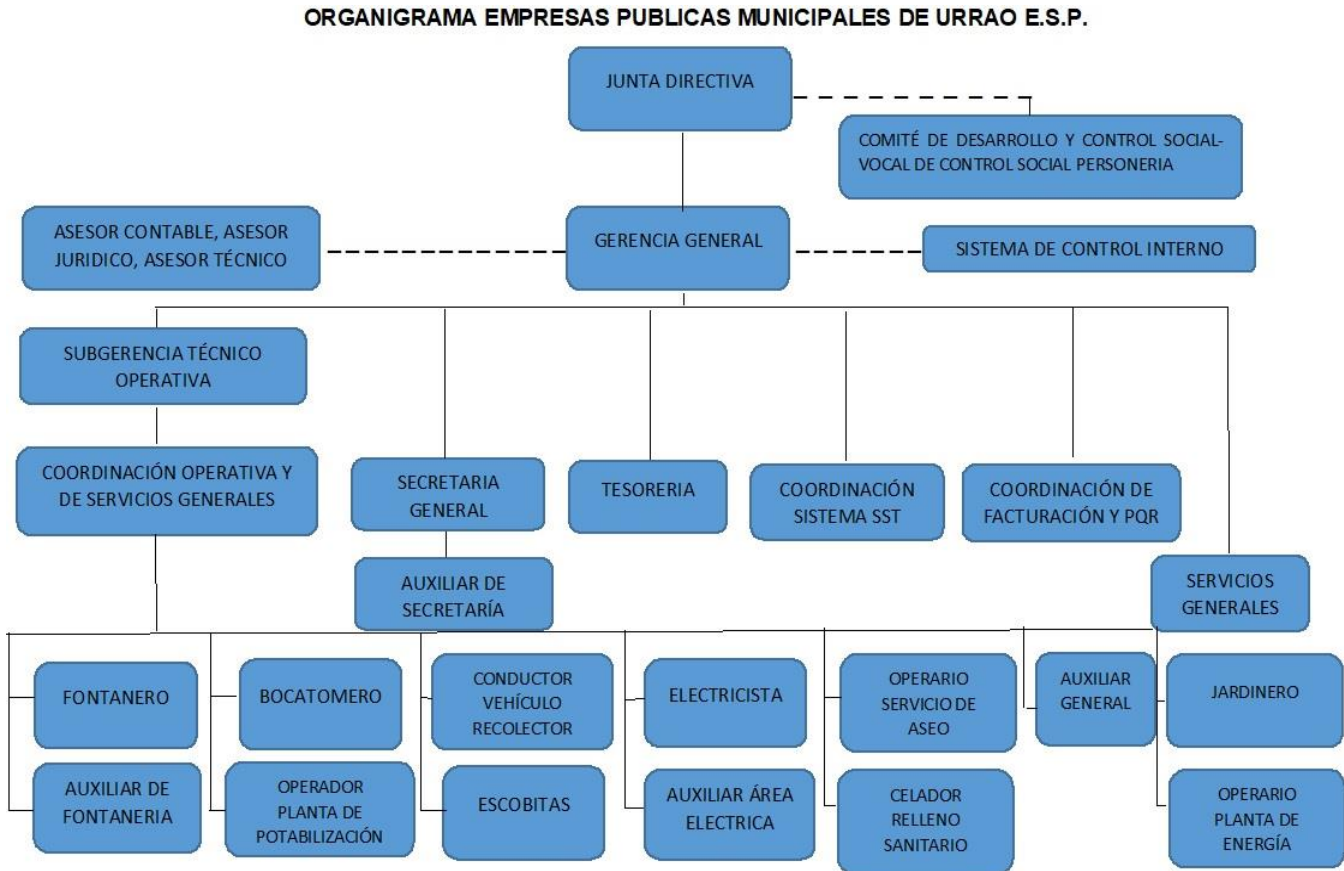 ORGANIGRAMA EMPRESAS PUBLICAS MUNICIPALES DE URRAO E.S.P.
JUNTA DIRECTIVA
COMITÉ DE DESARROLLO Y CONTROL SOCIAL-
VOCAL DE CONTROL SOCIAL PERSONERIA
ASESOR CONTABLE, ASESOR
JURIDICO, ASESOR TÉCNICO
GERENCIA GENERAL
SISTEMA DE CONTROL INTERNO
SUBGERENCIA TÉCNICO
OPERATIVA
COORDINACIÓN OPERATIVA Y
DE SERVICIOS GENERALES
SECRETARIA
GENERAL
TESORERIA
COORDINACIÓN
SISTEMA SST
COORDINACIÓN DE
FACTURACIÓN Y PQR
AUXILIAR DE
SECRETARÍA
SERVICIOS
GENERALES
FONTANERO
BOCATOMERO
CONDUCTOR
VEHÍCULO
RECOLECTOR
ELECTRICISTA
OPERARIO
SERVICIO DE
ASEO
AUXILIAR
GENERAL
JARDINERO
AUXILIAR DE
FONTANERIA
OPERADOR
PLANTA DE
POTABILIZACIÓN
ESCOBITAS
AUXILIAR ÁREA
ELECTRICA
CELADOR
RELLENO
SANITARIO
OPERARIO
PLANTA DE
ENERGÍA